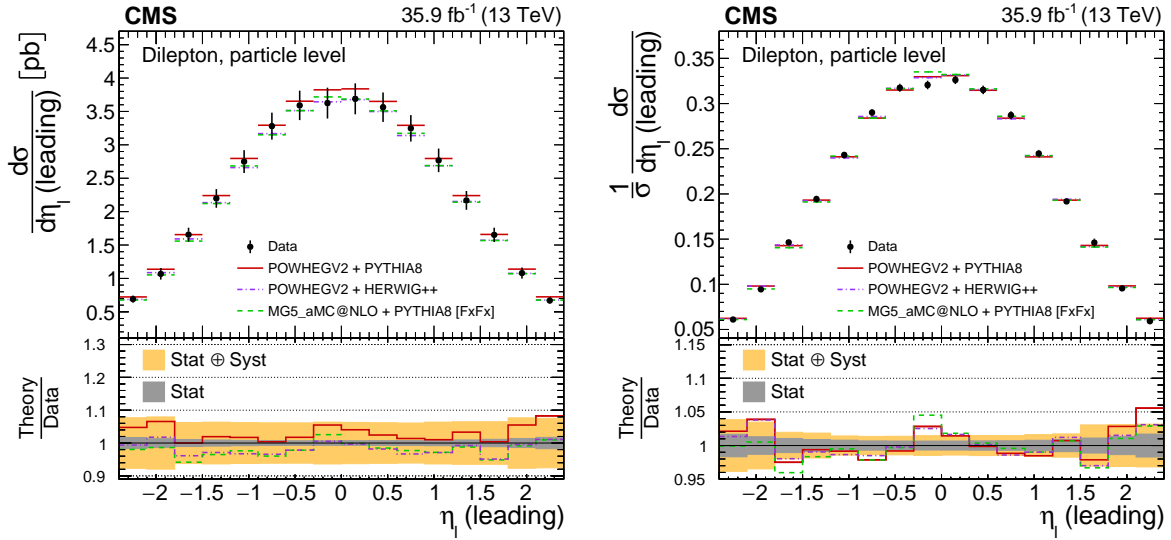 CMS 35.9 fb⁻¹ (13 TeV)
Dilepton, particle level
dσ
dη_l (leading) [pb]
4.5
4
3.5
3
2.5
2
1.5
1
0.5
Data
POWHEGV2 + PYTHIA8
POWHEGV2 + HERWIG++
MG5_aMC@NLO + PYTHIA8 [FxFx]
Theory
Data
1.3
1.2
1.1
1
0.9
Stat ⊕ Syst
Stat
−2 −1.5 −1 −0.5 0 0.5 1 1.5 2
η_l (leading)
CMS 35.9 fb⁻¹ (13 TeV)
Dilepton, particle level
1 dσ
σ dη_l (leading)
0.35
0.3
0.25
0.2
0.15
0.1
0.05
Data
POWHEGV2 + PYTHIA8
POWHEGV2 + HERWIG++
MG5_aMC@NLO + PYTHIA8 [FxFx]
Theory
Data
1.15
1.1
1.05
1
0.95
Stat ⊕ Syst
Stat
−2 −1.5 −1 −0.5 0 0.5 1 1.5 2
η_l (leading)